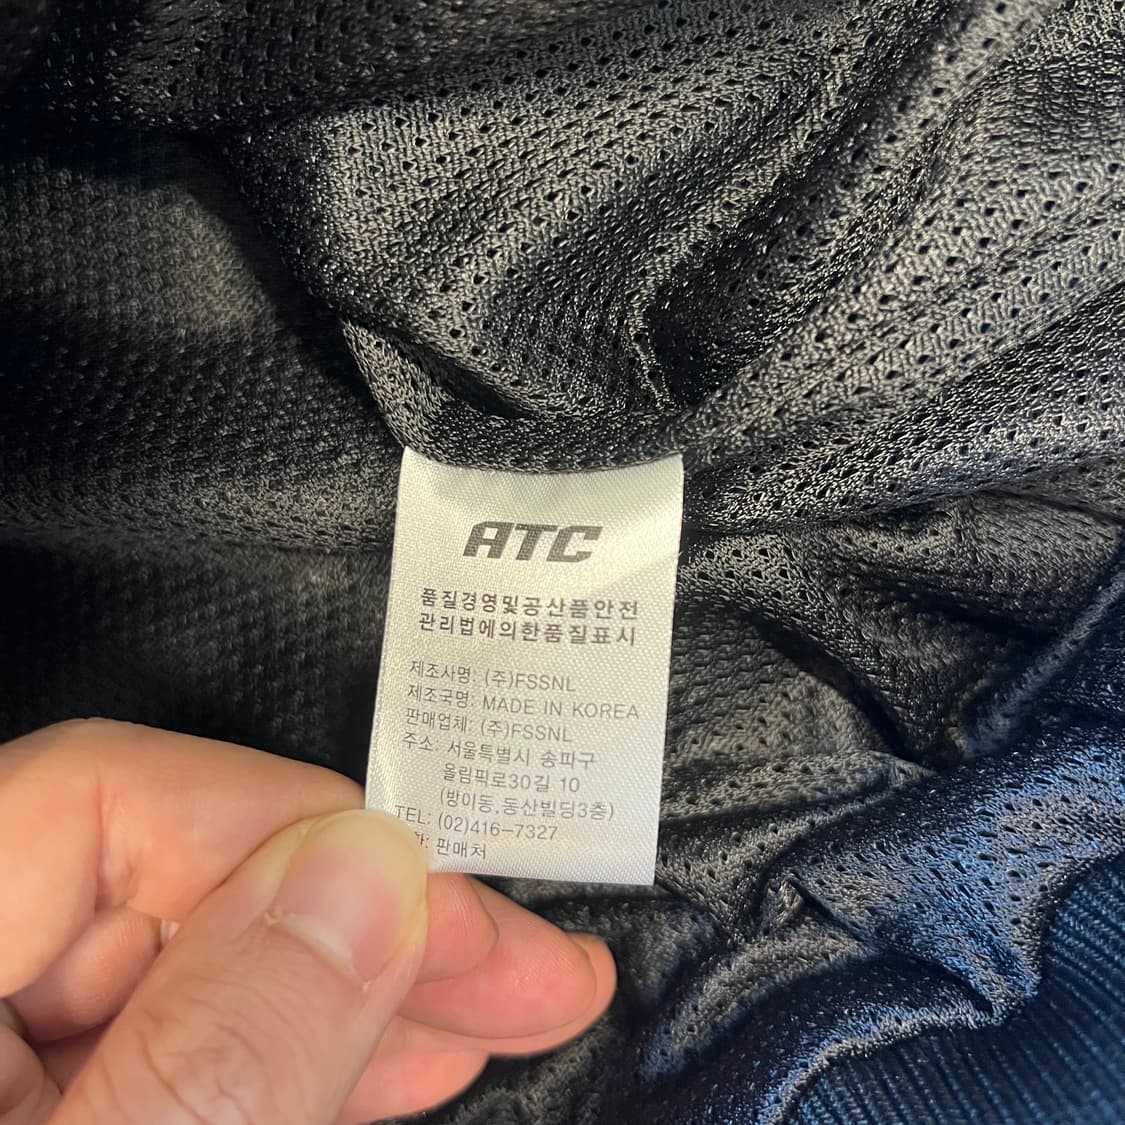 ATC
품질경영및공산품안전
관리법에의한품질표시
제조사명: (주)FSSNL
제조국명: MADE IN KOREA
판매업체: (주)FSSNL
주소: 서울특별시 송파구
올림픽로30길 10
(방이동,동산빌딩3층)
TEL: (02)416-7327
판매처